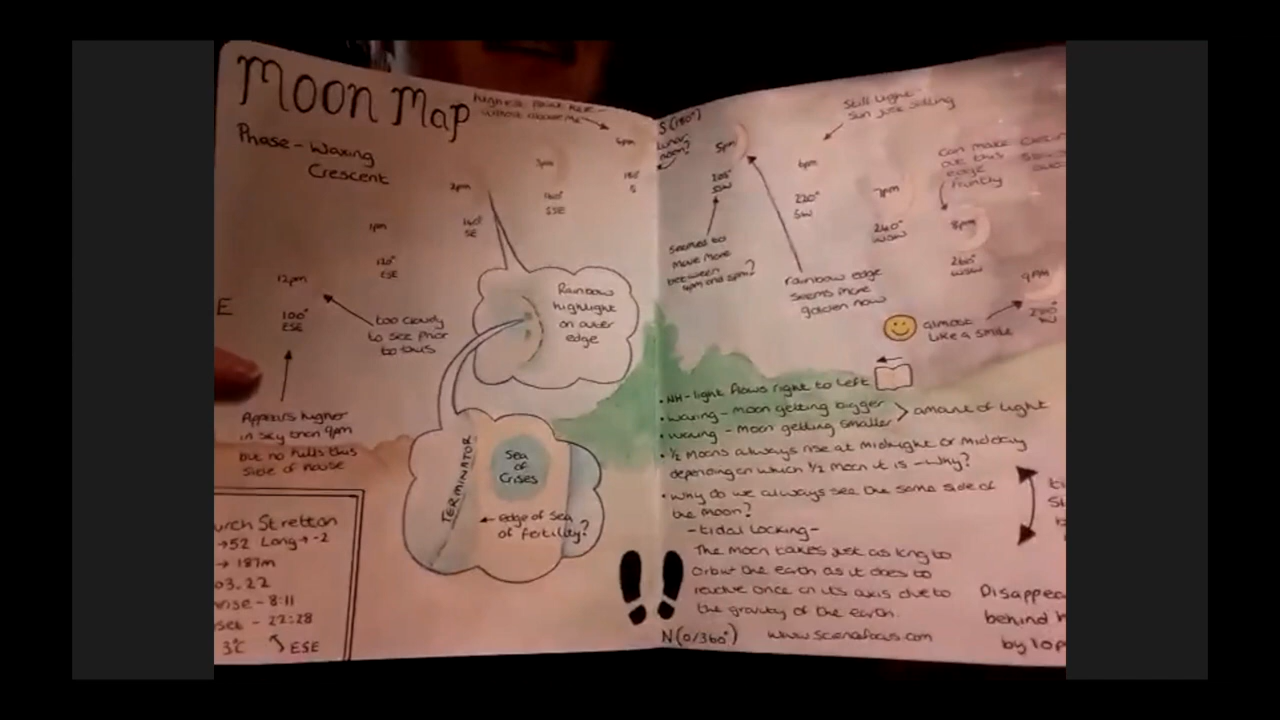 Moon Map
Phase - Waxing
Crescent
highest point here
4pm
3pm
2pm
180°
S
140°
SE
SSE
1pm
120°
ESE
12pm
E
100°
ESE
too cloudy
to see prior
to this
Rainbow
highlight
on outer
edge
Appears higher
in sky than 9pm
but no hills this
side of house
TERMINATOR
Sea
of
Crises
← edge of Sea
of fertility?
urch Stretton
→52 Long→ -2
→ 187m
03.22
rise - 8:11
set - 22:28
3°C ESE
S (180°)
lunar
noon?
5pm
205°
SW
seemed to
move more
between
4pm and 5pm?
Still Light -
Sun just setting
6pm
220°
SW
rainbow edge
seems more
golden now
7pm
240°
WSW
can make
out this
edge
faintly
8pm
260°
WSW
9pm
almost
like a smile
• NH - light flows right to left
• waxing - moon getting bigger
• waning - moon getting smaller
> amount of light
• ½ moons always rise at midnight or midday
depending on which ½ moon it is - why?
• Why do we always see the same side of
the moon?
- tidal locking -
The moon takes just as long to
orbit the earth as it does to
revolve once on its axis due to
the gravity of the earth.
N (0/360°) www.sciencefocus.com
Disappea
behind h
by 10p